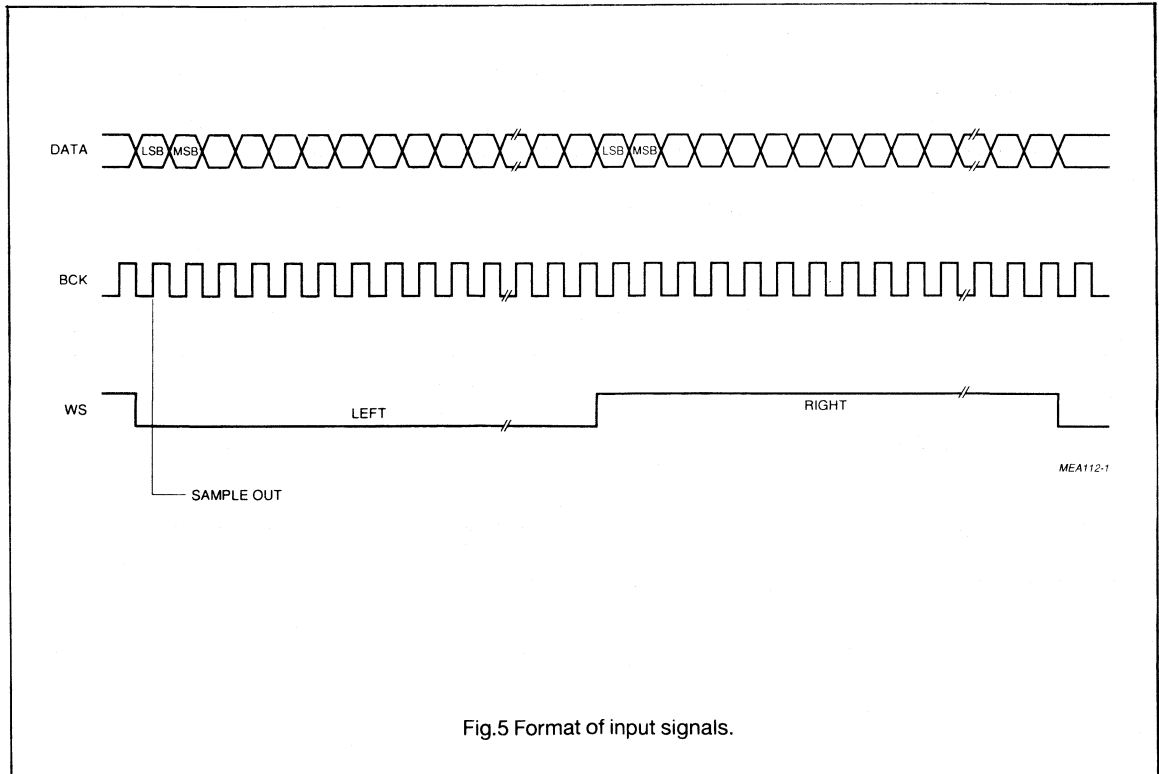 DATA LSB MSB LSB MSB
BCK
WS LEFT RIGHT
MEA112-1
SAMPLE OUT
Fig.5 Format of input signals.